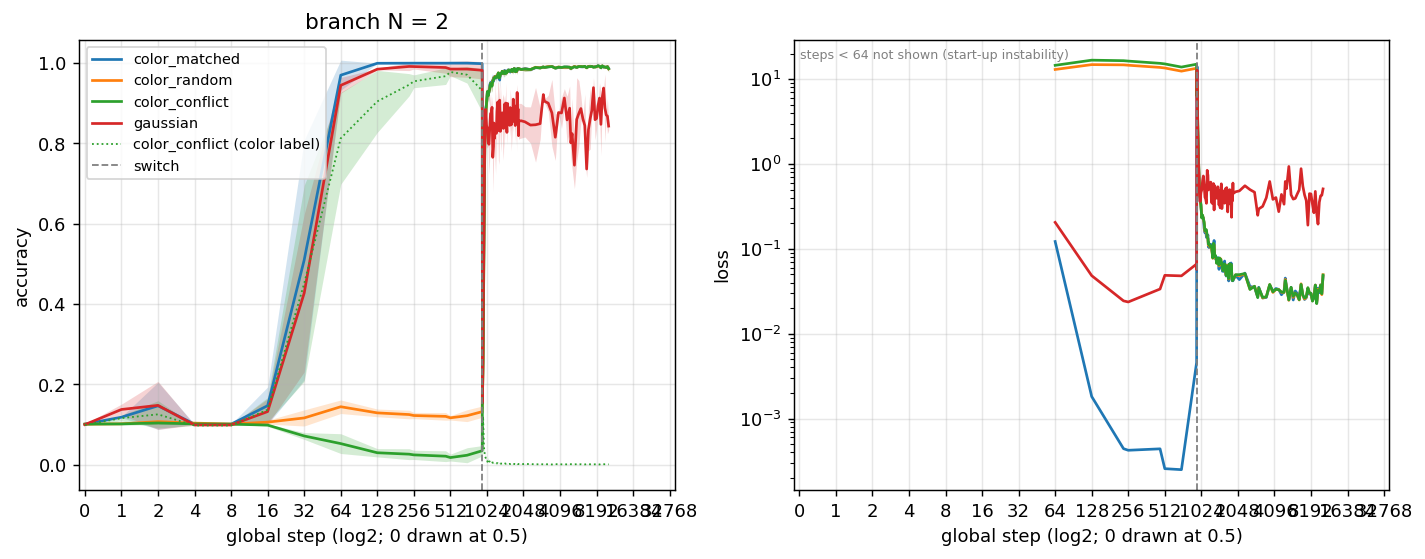 branch N = 2
color_matched
color_random
color_conflict
gaussian
color_conflict (color label)
switch
accuracy
1.0
0.8
0.6
0.4
0.2
0.0
0 1 2 4 8 16 32 64 128 256 512 1024 2048 4096 8192 16384 32768
global step (log2; 0 drawn at 0.5)
steps < 64 not shown (start-up instability)
loss
10¹
10⁰
10⁻¹
10⁻²
10⁻³
0 1 2 4 8 16 32 64 128 256 512 1024 2048 4096 8192 16384 32768
global step (log2; 0 drawn at 0.5)